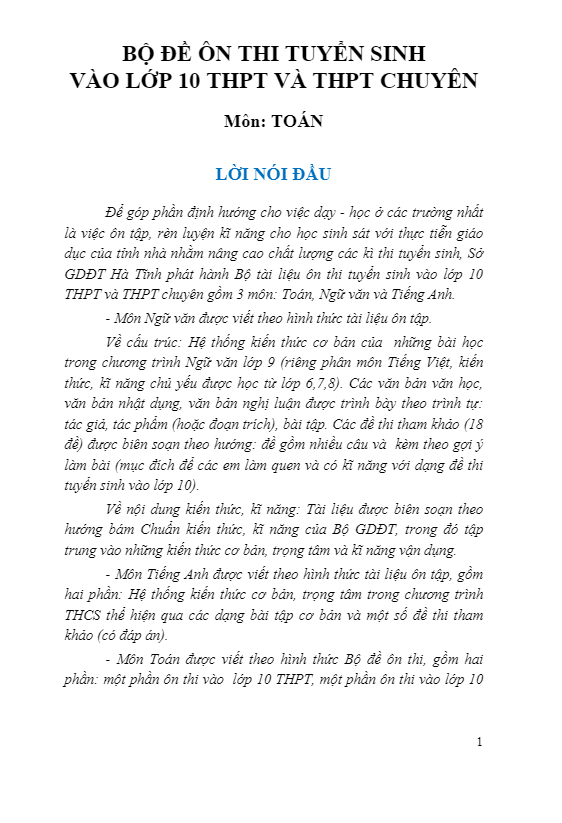 BỘ ĐỀ ÔN THI TUYỂN SINH
VÀO LỚP 10 THPT VÀ THPT CHUYÊN
Môn: TOÁN
LỜI NÓI ĐẦU
Để góp phần định hướng cho việc dạy - học ở các trường nhất
là việc ôn tập, rèn luyện kĩ năng cho học sinh sát với thực tiễn giáo
dục của tỉnh nhà nhằm nâng cao chất lượng các kì thi tuyển sinh, Sở
GDĐT Hà Tĩnh phát hành Bộ tài liệu ôn thi tuyển sinh vào lớp 10
THPT và THPT chuyên gồm 3 môn: Toán, Ngữ văn và Tiếng Anh.
- Môn Ngữ văn được viết theo hình thức tài liệu ôn tập.
Về cấu trúc: Hệ thống kiến thức cơ bản của những bài học
trong chương trình Ngữ văn lớp 9 (riêng phân môn Tiếng Việt, kiến
thức, kĩ năng chủ yếu được học từ lớp 6,7,8). Các văn bản văn học,
văn bản nhật dụng, văn bản nghị luận được trình bày theo trình tự:
tác giả, tác phẩm (hoặc đoạn trích), bài tập. Các đề thi tham khảo (18
đề) được biên soạn theo hướng: đề gồm nhiều câu và kèm theo gợi ý
làm bài (mục đích để các em làm quen và có kĩ năng với dạng đề thi
tuyển sinh vào lớp 10).
Về nội dung kiến thức, kĩ năng: Tài liệu được biên soạn theo
hướng bám Chuẩn kiến thức, kĩ năng của Bộ GDĐT, trong đó tập
trung vào những kiến thức cơ bản, trọng tâm và kĩ năng vận dụng.
- Môn Tiếng Anh được viết theo hình thức tài liệu ôn tập, gồm
hai phần: Hệ thống kiến thức cơ bản, trọng tâm trong chương trình
THCS thể hiện qua các dạng bài tập cơ bản và một số đề thi tham
khảo (có đáp án).
- Môn Toán được viết theo hình thức Bộ đề ôn thi, gồm hai
phần: một phần ôn thi vào lớp 10 THPT, một phần ôn thi vào lớp 10
1